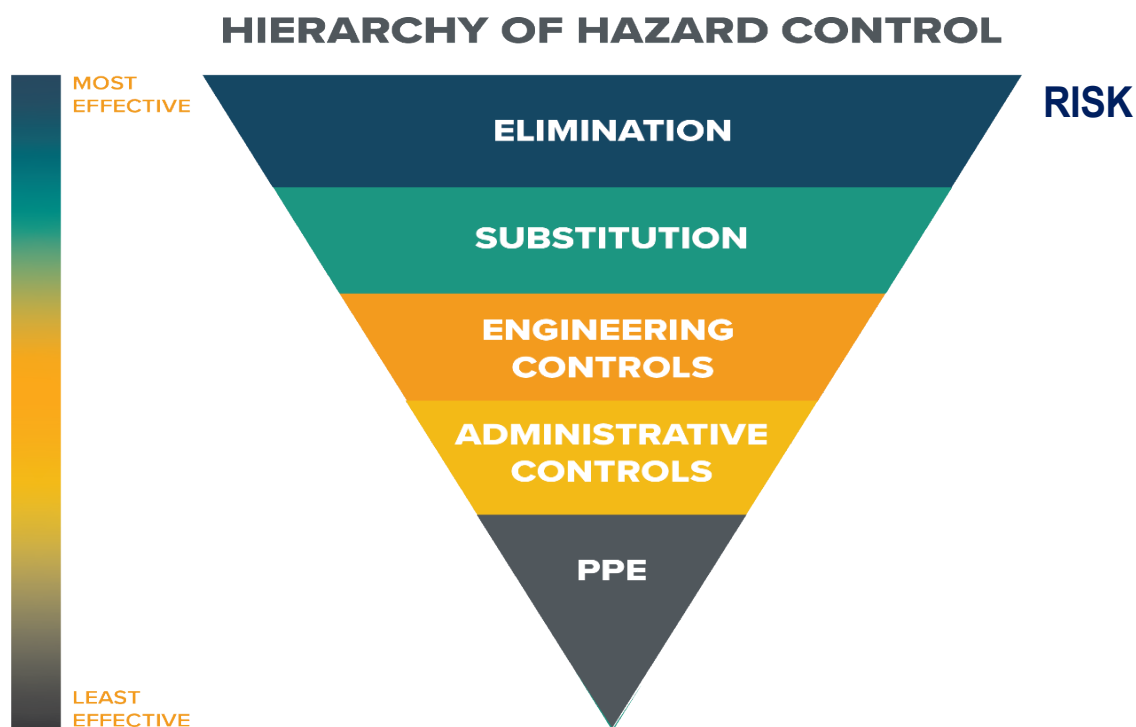 HIERARCHY OF HAZARD CONTROL
MOST
EFFECTIVE
RISK
ELIMINATION
SUBSTITUTION
ENGINEERING
CONTROLS
ADMINISTRATIVE
CONTROLS
PPE
LEAST
EFFECTIVE